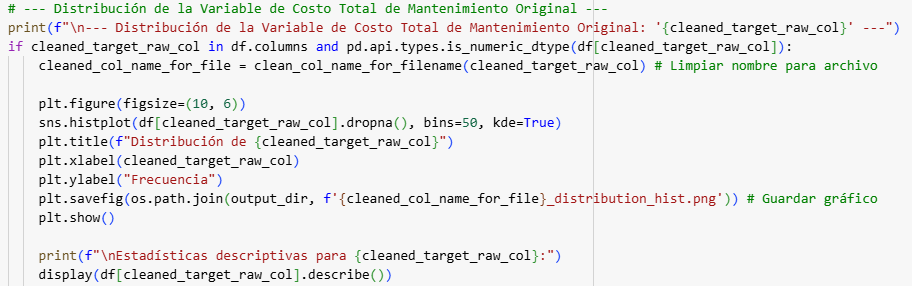 # --- Distribución de la Variable de Costo Total de Mantenimiento Original ---
print(f"\n--- Distribución de la Variable de Costo Total de Mantenimiento Original: '{cleaned_target_raw_col}' ---")
if cleaned_target_raw_col in df.columns and pd.api.types.is_numeric_dtype(df[cleaned_target_raw_col]):
    cleaned_col_name_for_file = clean_col_name_for_filename(cleaned_target_raw_col) # Limpiar nombre para archivo
    plt.figure(figsize=(10, 6))
    sns.histplot(df[cleaned_target_raw_col].dropna(), bins=50, kde=True)
    plt.title(f"Distribución de {cleaned_target_raw_col}")
    plt.xlabel(cleaned_target_raw_col)
    plt.ylabel("Frecuencia")
    plt.savefig(os.path.join(output_dir, f'{cleaned_col_name_for_file}_distribution_hist.png')) # Guardar gráfico
    plt.show()
    print(f"\nEstadísticas descriptivas para {cleaned_target_raw_col}:")
    display(df[cleaned_target_raw_col].describe())